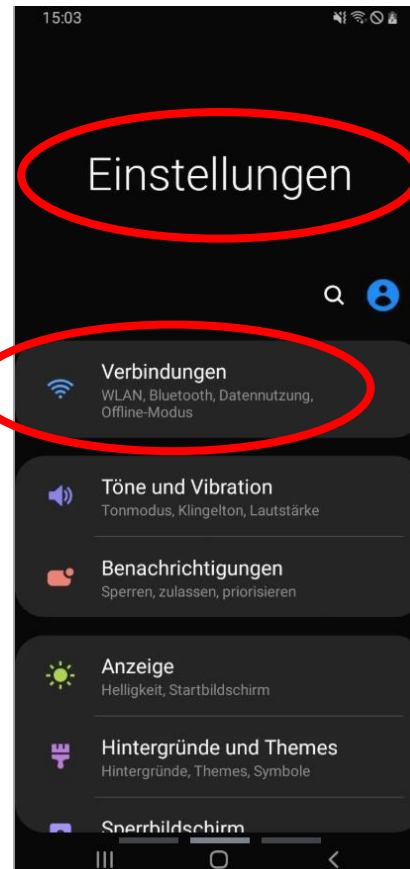 15:03
Einstellungen
Verbindungen
WLAN, Bluetooth, Datennutzung,
Offline-Modus
Töne und Vibration
Tonmodus, Klingelton, Lautstärke
Benachrichtigungen
Sperren, zulassen, priorisieren
Anzeige
Helligkeit, Startbildschirm
Hintergründe und Themes
Hintergründe, Themes, Symbole
Sperrbildschirm